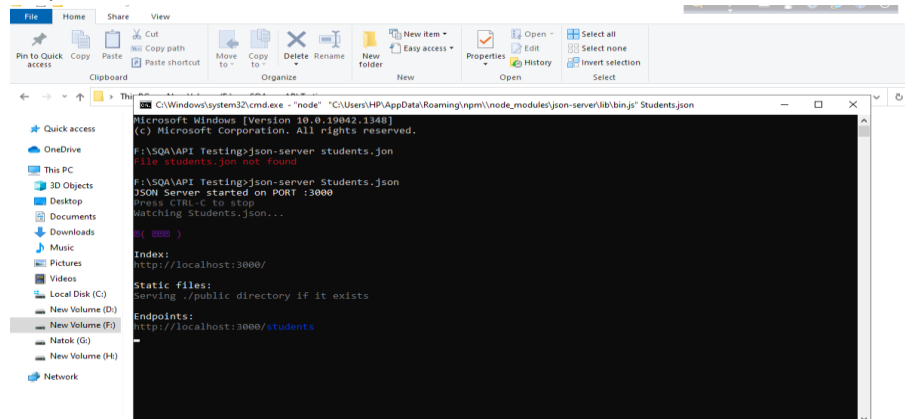 File Home Share View
Pin to Quick access
Copy
Paste
Cut
Copy path
Paste shortcut
Clipboard
Move to
Copy to
Delete
Rename
Organize
New folder
New item
Easy access
New
Properties
Open
Edit
History
Open
Select all
Select none
Invert selection
Select
C:\Windows\system32\cmd.exe - "node" "C:\Users\HP\AppData\Roaming\npm\\node_modules\json-server\lib\bin.js" Students.json
Quick access
OneDrive
This PC
3D Objects
Desktop
Documents
Downloads
Music
Pictures
Videos
Local Disk (C:)
New Volume (D:)
New Volume (F:)
Natok (G:)
New Volume (H:)
Network
Microsoft Windows [Version 10.0.19042.1348]
(c) Microsoft Corporation. All rights reserved.
F:\SQA\API Testing>json-server students.jon
File students.jon not found
F:\SQA\API Testing>json-server Students.json
JSON Server started on PORT :3000
Press CTRL-C to stop
Watching Students.json...
Index:
http://localhost:3000/
Static files:
Serving ./public directory if it exists
Endpoints:
http://localhost:3000/students